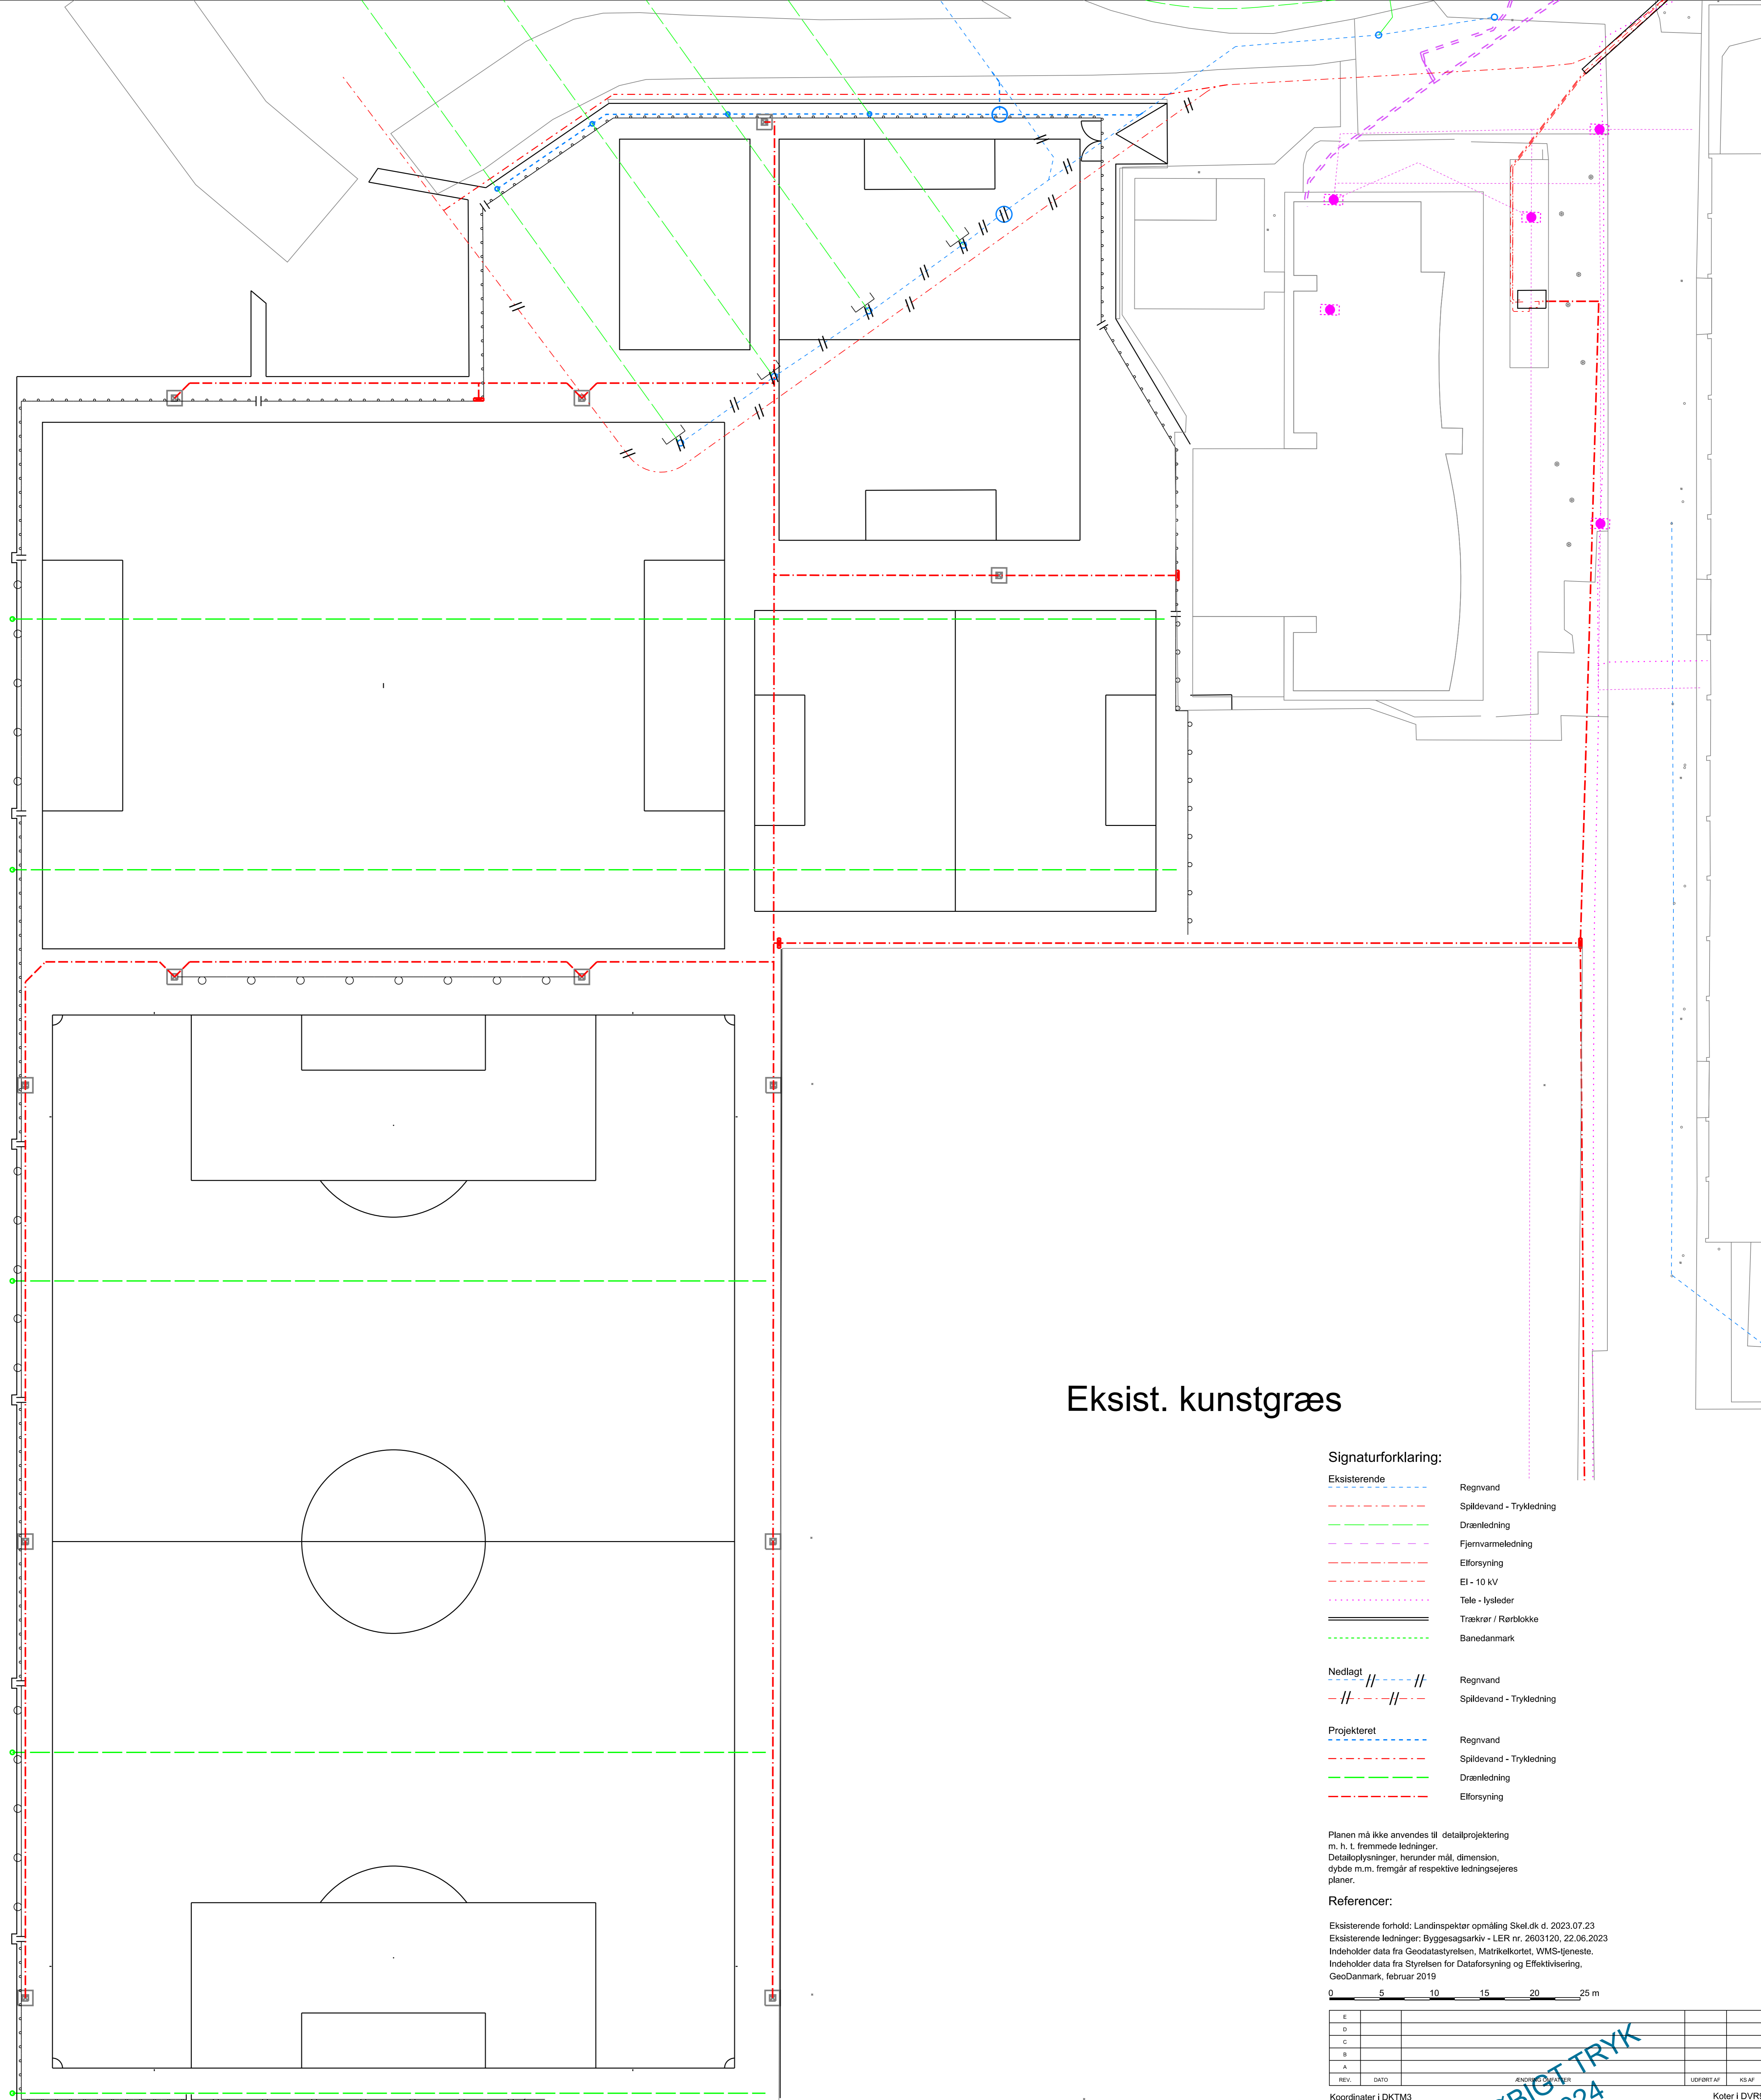 Eksist. kunstgræs
Signaturforklaring:
Eksisterende
Regnvand
Spildevand - Trykledning
Drænledning
Fjernvarmeledning
Elforsyning
El - 10 kV
Tele - lysleder
Trækrør / Rørblokke
Banedanmark
Nedlagt
Regnvand
Spildevand - Trykledning
Projekteret
Regnvand
Spildevand - Trykledning
Drænledning
Elforsyning
Planen må ikke anvendes til detailprojektering
m. h. t. fremmede ledninger.
Detailoplysninger, herunder mål, dimension,
dybde m.m. fremgår af respektive ledningsejeres
planer.
Referencer:
Eksisterende forhold: Landinspektør opmåling Skel.dk d. 2023.07.23
Eksisterende ledninger: Byggesagsarkiv - LER nr. 2603120, 22.06.2023
Indeholder data fra Geodatastyrelsen, Matrikelkortet, WMS-tjeneste.
Indeholder data fra Styrelsen for Dataforsyning og Effektivisering,
GeoDanmark, februar 2019
0 5 10 15 20 25 m
E
D
C
B
A
REV. DATO ÆNDRING OMFATTER UDFØRT AF KS AF
TRYK
Koordinater i DKTM3 Koter i